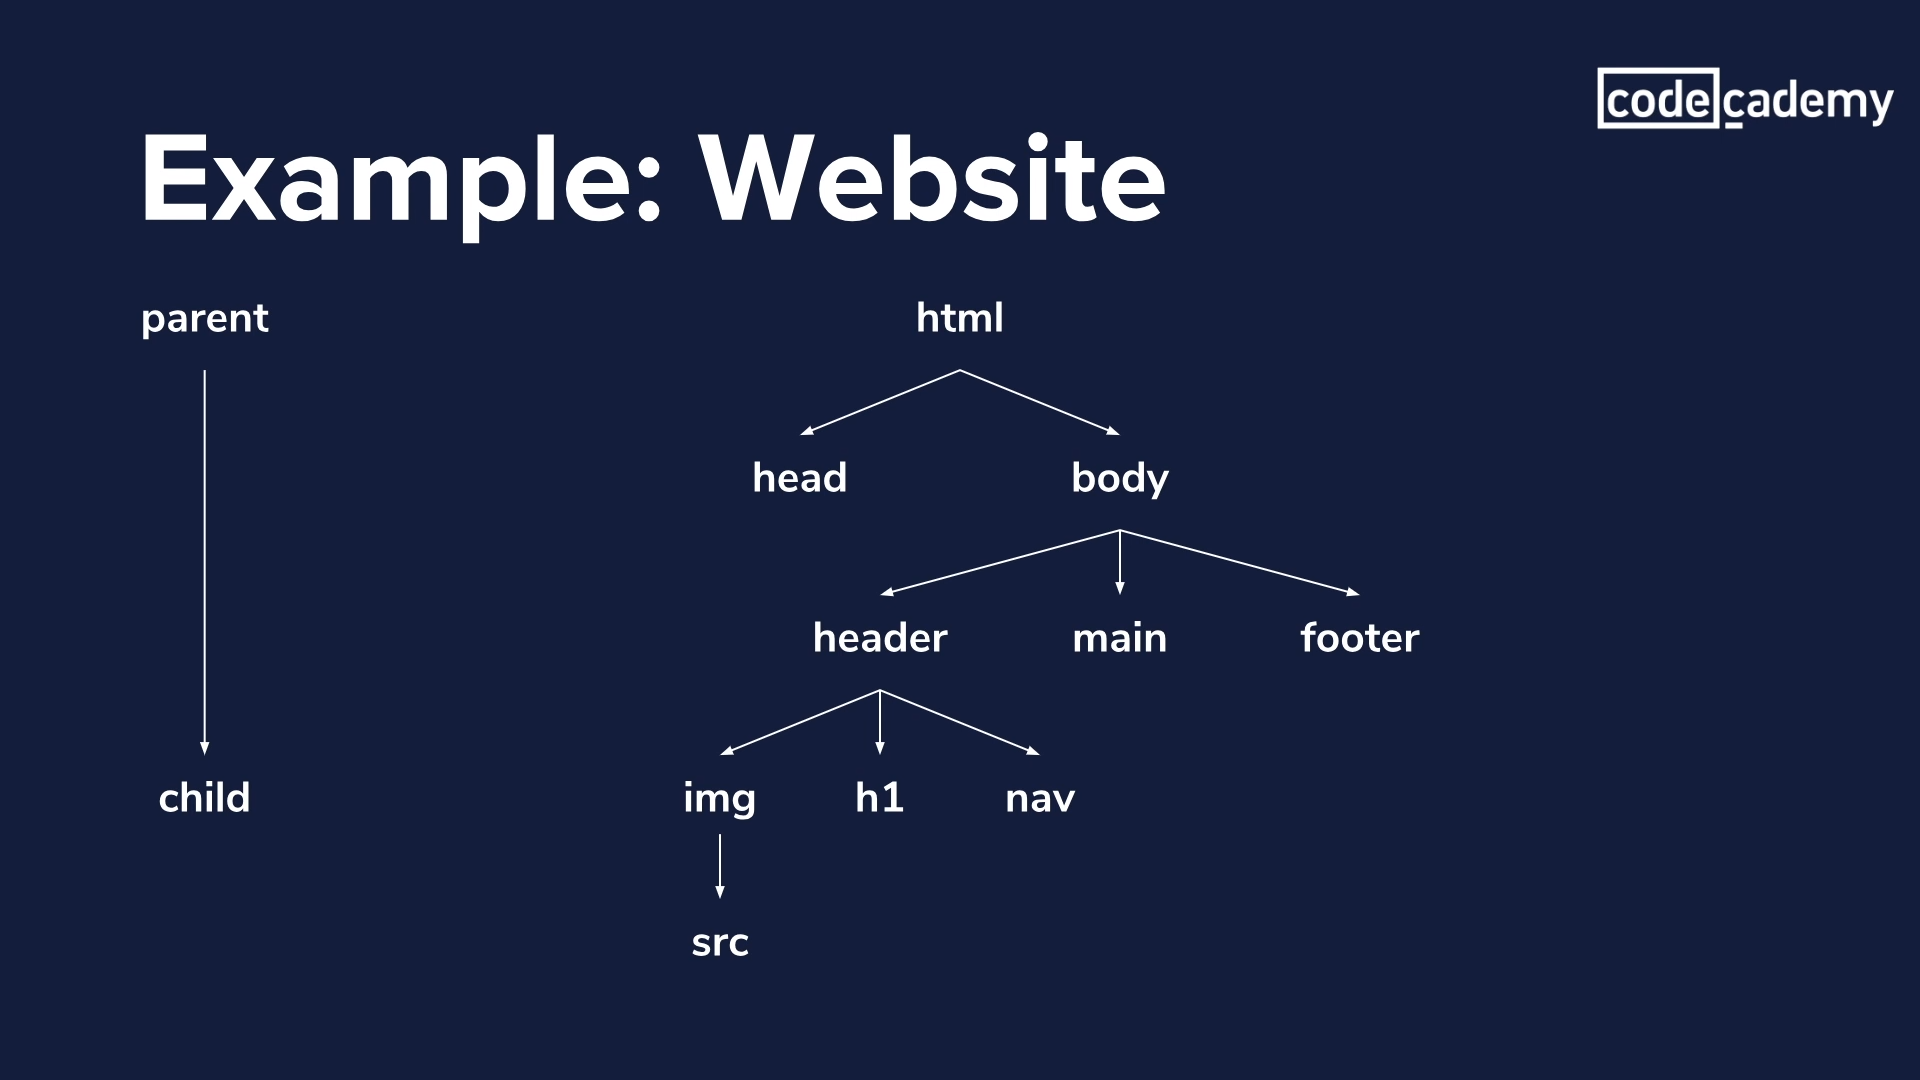 codecademy
Example: Website
parent
html
head
body
header
main
footer
child
img
h1
nav
src